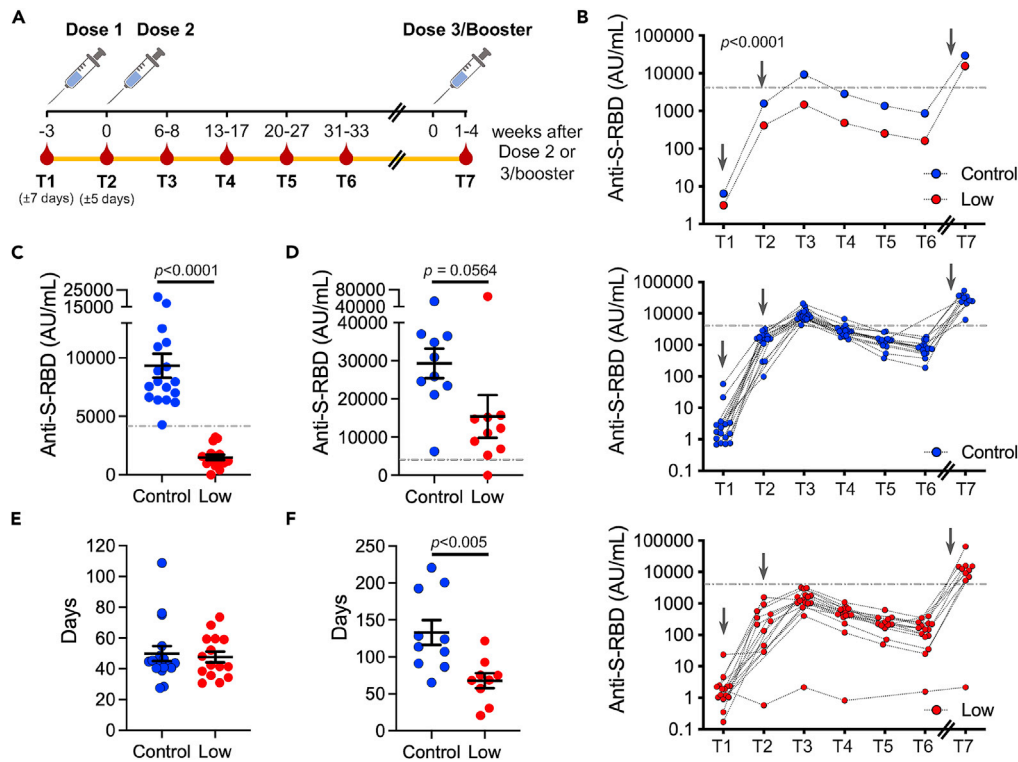 A
Dose 1 Dose 2 Dose 3/Booster
-3 0 6-8 13-17 20-27 31-33 0 1-4 weeks after
Dose 2 or
3/booster
T1 T2 T3 T4 T5 T6 T7
(±7 days) (±5 days)
B
Anti-S-RBD (AU/mL)
p<0.0001
100000
10000
1000
100
10
1
T1 T2 T3 T4 T5 T6 T7
Control
Low
C
Anti-S-RBD (AU/mL)
p<0.0001
25000
15000
10000
5000
0
Control Low
D
Anti-S-RBD (AU/mL)
p = 0.0564
80000
60000
40000
30000
20000
10000
0
Control Low
Anti-S-RBD (AU/mL)
100000
10000
1000
100
10
1
0.1
T1 T2 T3 T4 T5 T6 T7
Control
E
Days
120
100
80
60
40
20
0
Control Low
F
Days
p<0.005
250
200
150
100
50
0
Control Low
Anti-S-RBD (AU/mL)
100000
10000
1000
100
10
1
0.1
T1 T2 T3 T4 T5 T6 T7
Low